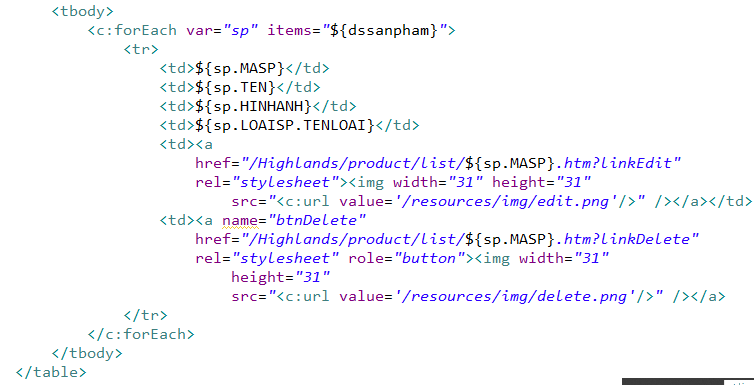 <tbody>
<c:forEach var="sp" items="${dssanpham}">
<tr>
<td>${sp.MASP}</td>
<td>${sp.TEN}</td>
<td>${sp.HINHANH}</td>
<td>${sp.LOAISP.TENLOAI}</td>
<td><a
href="/Highlands/product/list/${sp.MASP}.htm?linkEdit"
rel="stylesheet"><img width="31" height="31"
src="<c:url value='/resources/img/edit.png'/>" /></a></td>
<td><a name="btnDelete"
href="/Highlands/product/list/${sp.MASP}.htm?linkDelete"
rel="stylesheet" role="button"><img width="31"
height="31"
src="<c:url value='/resources/img/delete.png'/>" /></a>
</tr>
</c:forEach>
</tbody>
</table>